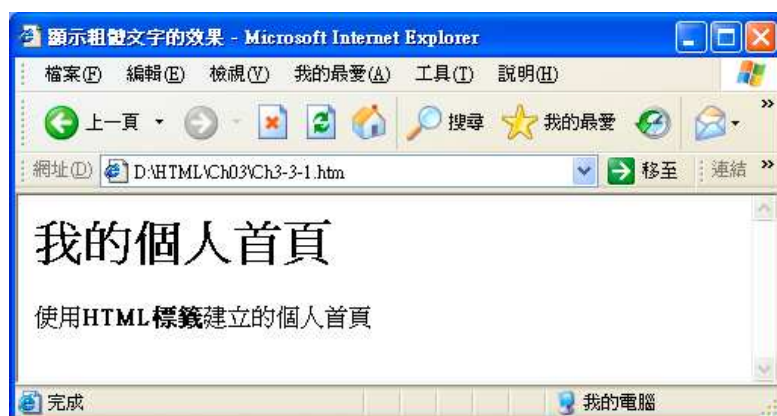 顯示粗體文字的效果 - Microsoft Internet Explorer
檔案(F) 編輯(E) 檢視(V) 我的最愛(A) 工具(T) 說明(H)
上一頁 搜尋 我的最愛 »
網址(D) D:\HTML\Ch03\Ch3-3-1.htm 移至 連結 »
我的個人首頁
使用HTML標籤建立的個人首頁
完成 我的電腦